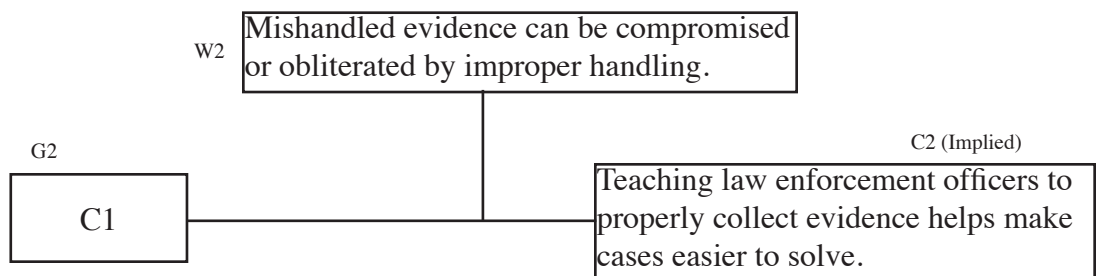 W2
Mishandled evidence can be compromised
or obliterated by improper handling.
G2
C1
C2 (Implied)
Teaching law enforcement officers to
properly collect evidence helps make
cases easier to solve.